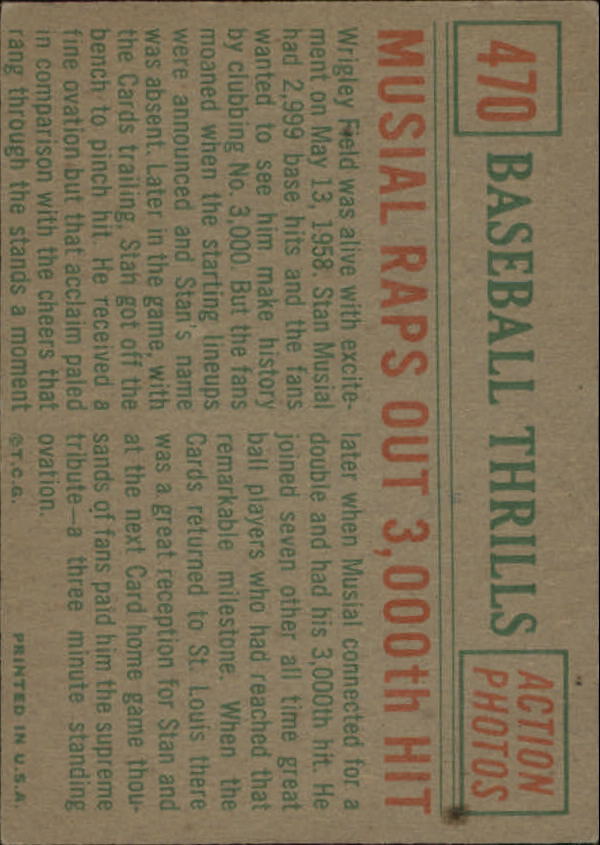 470
BASEBALL THRILLS
ACTION
PHOTOS
MUSIAL RAPS OUT 3,000th HIT
Wrigley Field was alive with excite-
ment on May 13, 1958. Stan Musial
had 2,999 base hits and the fans
wanted to see him make history
by clubbing No. 3,000. But the fans
moaned when the starting lineups
were announced and Stan's name
was absent. Later in the game, with
the Cards trailing, Stan got off the
bench to pinch hit. He received a
fine ovation but that acclaim paled
in comparison with the cheers that
rang through the stands a moment
later when Musial connected for a
double and had his 3,000th hit. He
joined seven other all time great
ball players who had reached that
remarkable milestone. When the
Cards returned to St. Louis there
was a great reception for Stan and
at the next Card home game thou-
sands of fans paid him the supreme
tribute—a three minute standing
ovation.
©T.C.G.
PRINTED IN U.S.A.